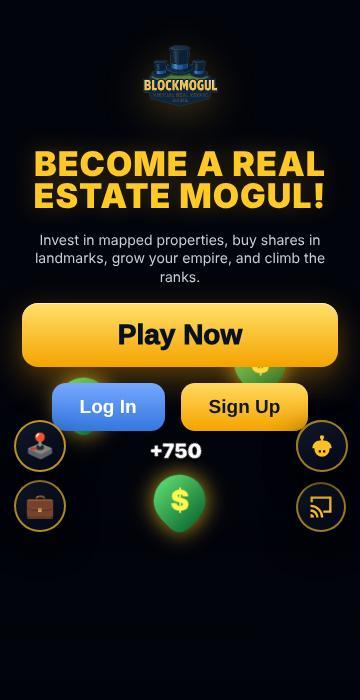 BLOCKMOGUL
BECOME A REAL
ESTATE MOGUL!
Invest in mapped properties, buy shares in
landmarks, grow your empire, and climb the
ranks.
Play Now
$
Log In
Sign Up
+750
$